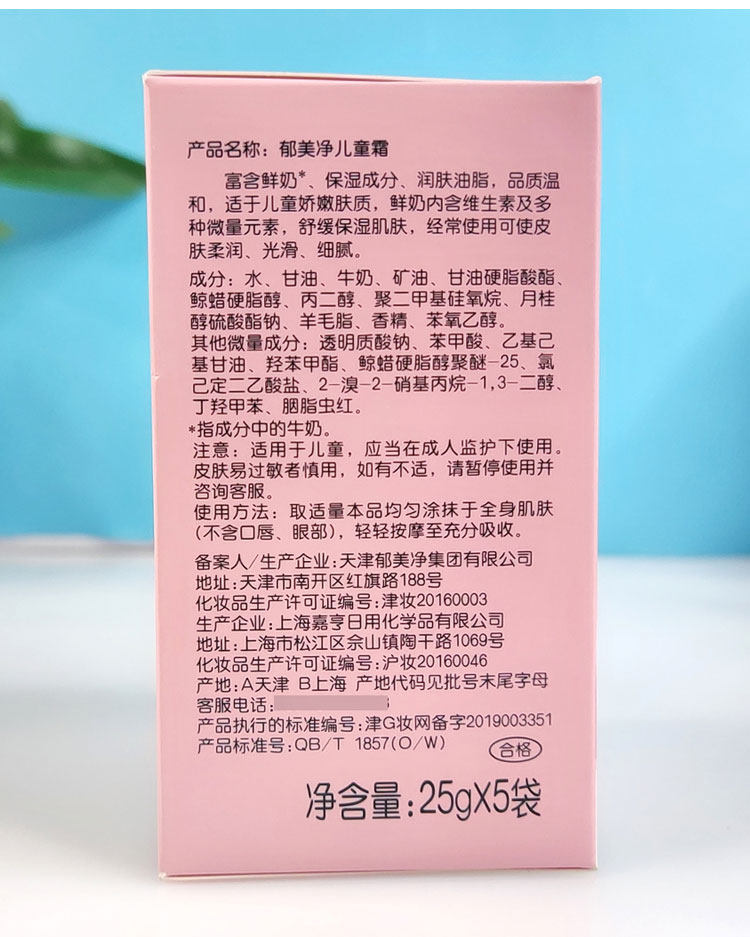 产品名称：郁美净儿童霜
富含鲜奶*、保湿成分、润肤油脂，品质温
和，适于儿童娇嫩肤质，鲜奶内含维生素及多
种微量元素，舒缓保湿肌肤，经常使用可使皮
肤柔润、光滑、细腻。
成分：水、甘油、牛奶、矿油、甘油硬脂酸酯、
鲸蜡硬脂醇、丙二醇、聚二甲基硅氧烷、月桂
醇硫酸酯钠、羊毛脂、香精、苯氧乙醇。
其他微量成分：透明质酸钠、苯甲酸、乙基己
基甘油、羟苯甲酯、鲸蜡硬脂醇聚醚-25、氯
己定二乙酸盐、2-溴-2-硝基丙烷-1,3-二醇、
丁羟甲苯、胭脂虫红。
*指成分中的牛奶。
注意：适用于儿童，应当在成人监护下使用。
皮肤易过敏者慎用，如有不适，请暂停使用并
咨询客服。
使用方法：取适量本品均匀涂抹于全身肌肤
(不含口唇、眼部)，轻轻按摩至充分吸收。
备案人/生产企业:天津郁美净集团有限公司
地址:天津市南开区红旗路188号
化妆品生产许可证编号:津妆20160003
生产企业:上海嘉亨日用化学品有限公司
地址:上海市松江区佘山镇陶干路1069号
化妆品生产许可证编号:沪妆20160046
产地:A天津 B上海 产地代码见批号末尾字母
客服电话:
产品执行的标准编号:津G妆网备字2019003351
产品标准号:QB/T 1857(O/W)
合格
净含量:25gX5袋